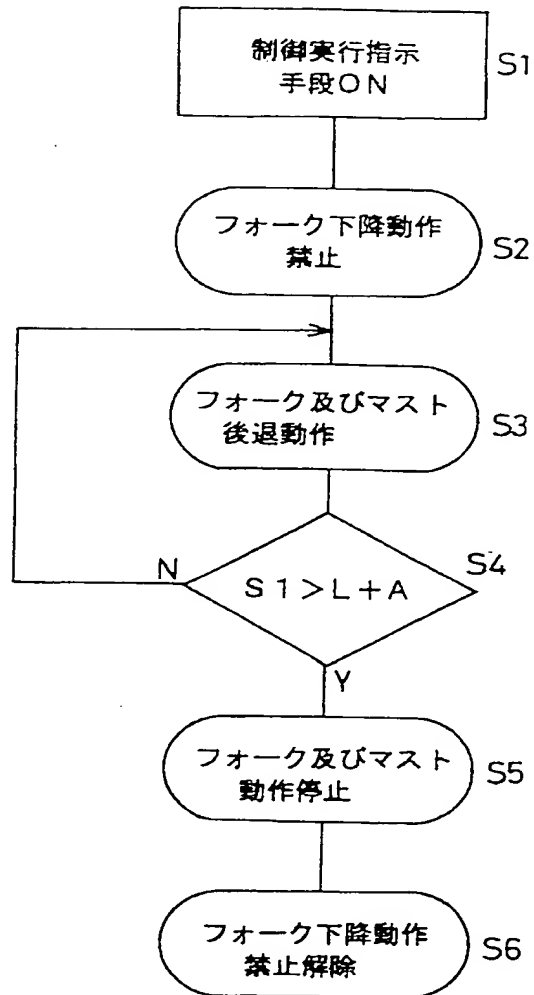 制御実行指示
手段ON
S1
フォーク下降動作
禁止
S2
フォーク及びマスト
後退動作
S3
S1>L+A
S4
N
Y
フォーク及びマスト
動作停止
S5
フォーク下降動作
禁止解除
S6